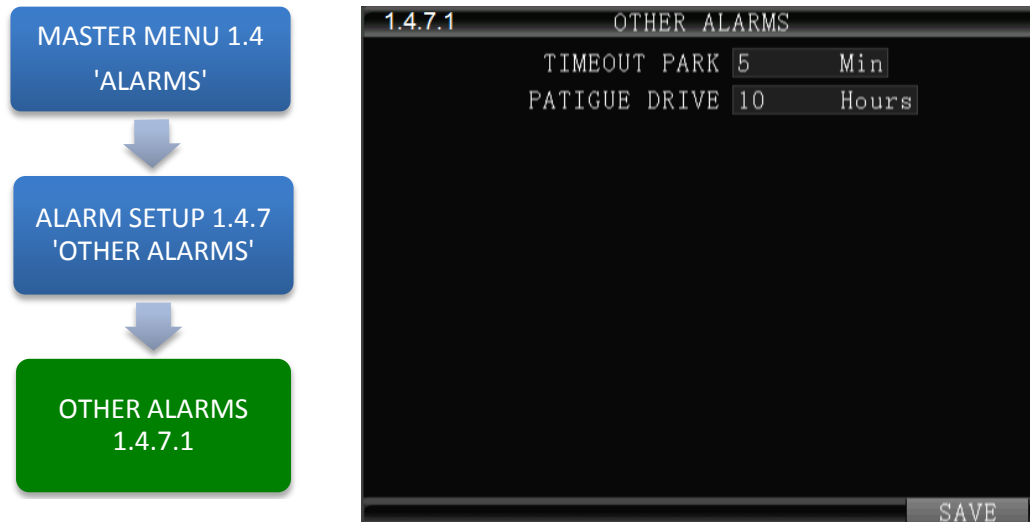 MASTER MENU 1.4
'ALARMS'
ALARM SETUP 1.4.7
'OTHER ALARMS'
OTHER ALARMS
1.4.7.1
1.4.7.1 OTHER ALARMS
TIMEOUT PARK 5 Min
PATIGUE DRIVE 10 Hours
SAVE